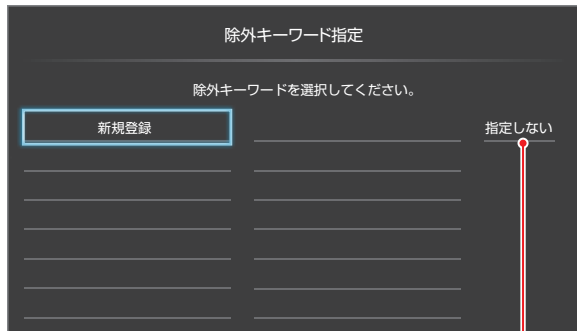 除外キーワード指定
除外キーワードを選択してください。
新規登録
指定しない